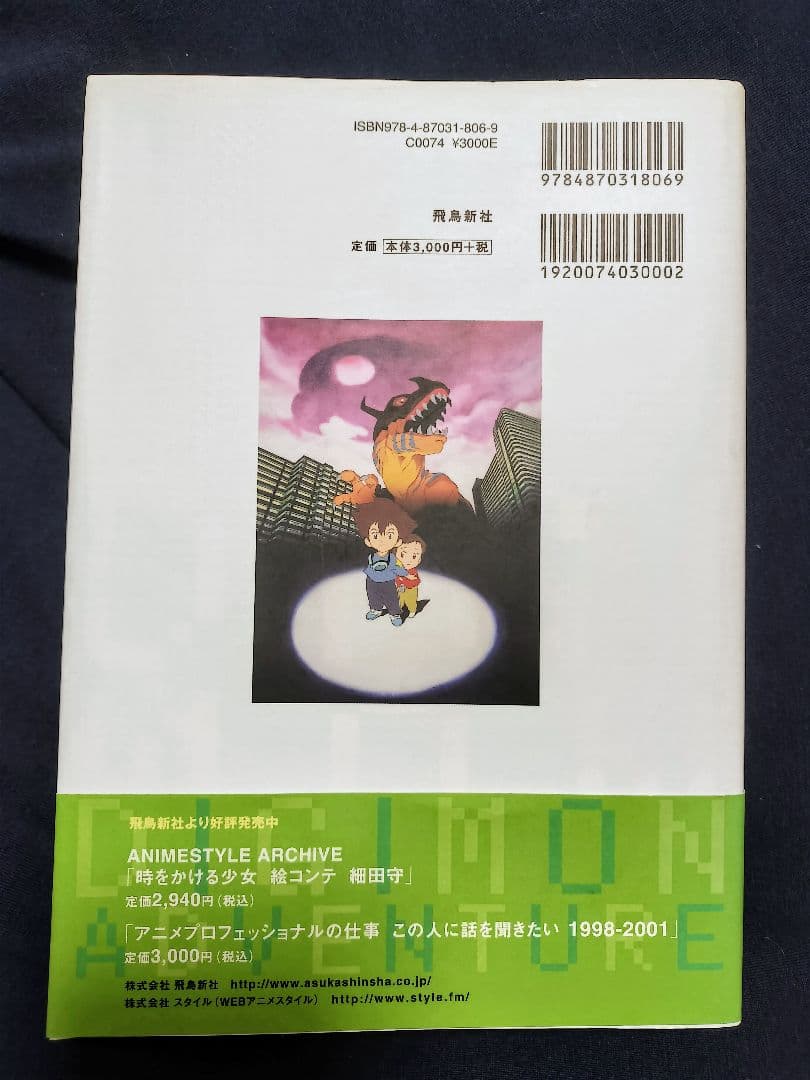 ISBN978-4-87031-806-9
C0074 ¥3000E
9784870318069
飛鳥新社
定価 本体3,000円+税
1920074030002
DIGIMON
ADVENTURE
飛鳥新社より好評発売中
ANIMESTYLE ARCHIVE
「時をかける少女 絵コンテ 細田守」
定価2,940円(税込)
「アニメプロフェッショナルの仕事 この人に話を聞きたい 1998-2001」
定価3,000円(税込)
株式会社 飛鳥新社 http://www.asukashinsha.co.jp/
株式会社 スタイル(WEBアニメスタイル) http://www.style.fm/